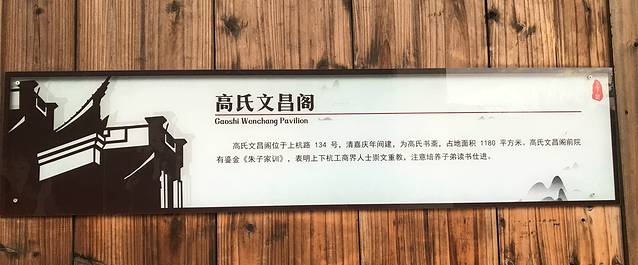 高氏文昌阁
Gaoshi Wenchang Pavilion
高氏文昌阁位于上杭路 134 号，清嘉庆年间建，为高氏书斋，占地面积 1180 平方米。高氏文昌阁前院
有鎏金《朱子家训》，表明上下杭工商界人士崇文重教，注意培养子弟读书仕进。